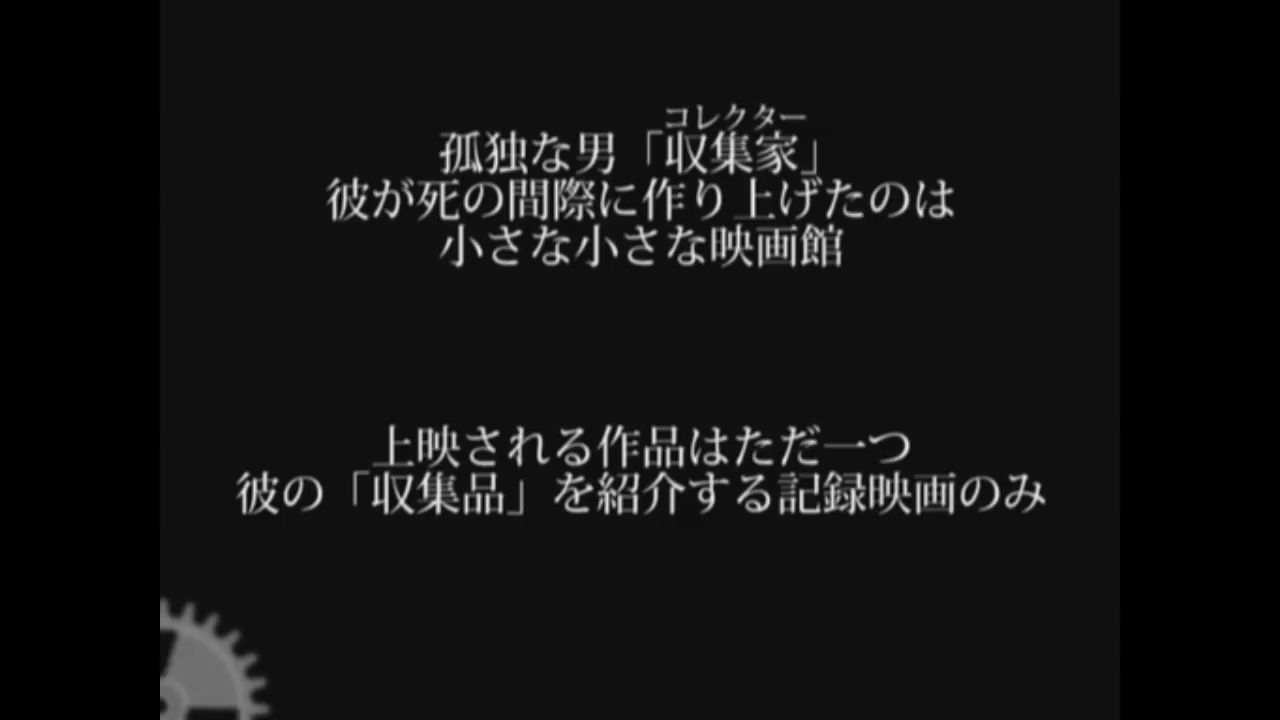 コレクター
孤独な男「収集家」
彼が死の間際に作り上げたのは
小さな小さな映画館
上映される作品はただ一つ
彼の「収集品」を紹介する記録映画のみ